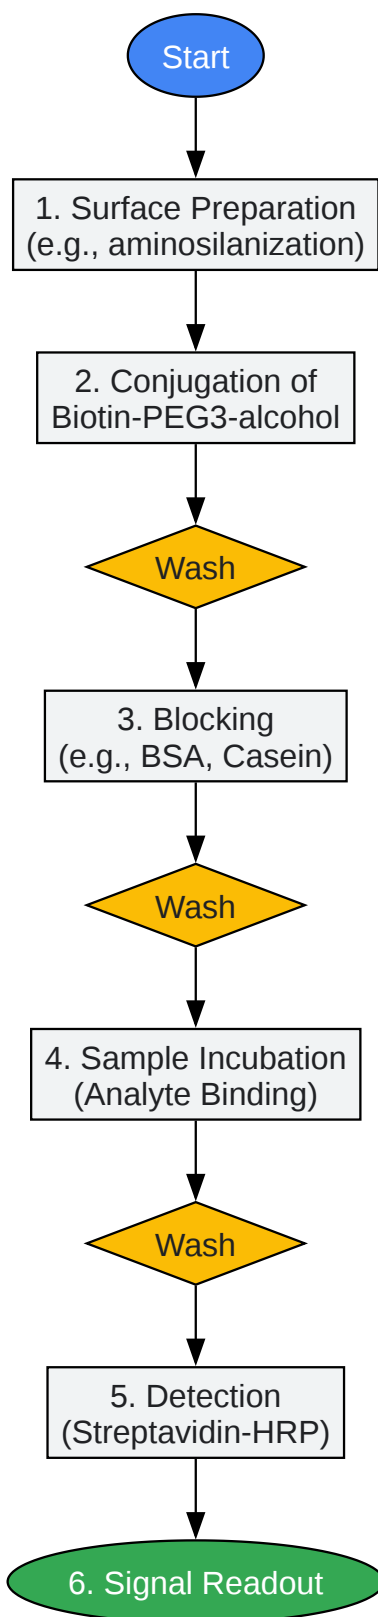 Start
1. Surface Preparation
(e.g., aminosilanization)
2. Conjugation of
Biotin-PEG3-alcohol
Wash
3. Blocking
(e.g., BSA, Casein)
Wash
4. Sample Incubation
(Analyte Binding)
Wash
5. Detection
(Streptavidin-HRP)
6. Signal Readout